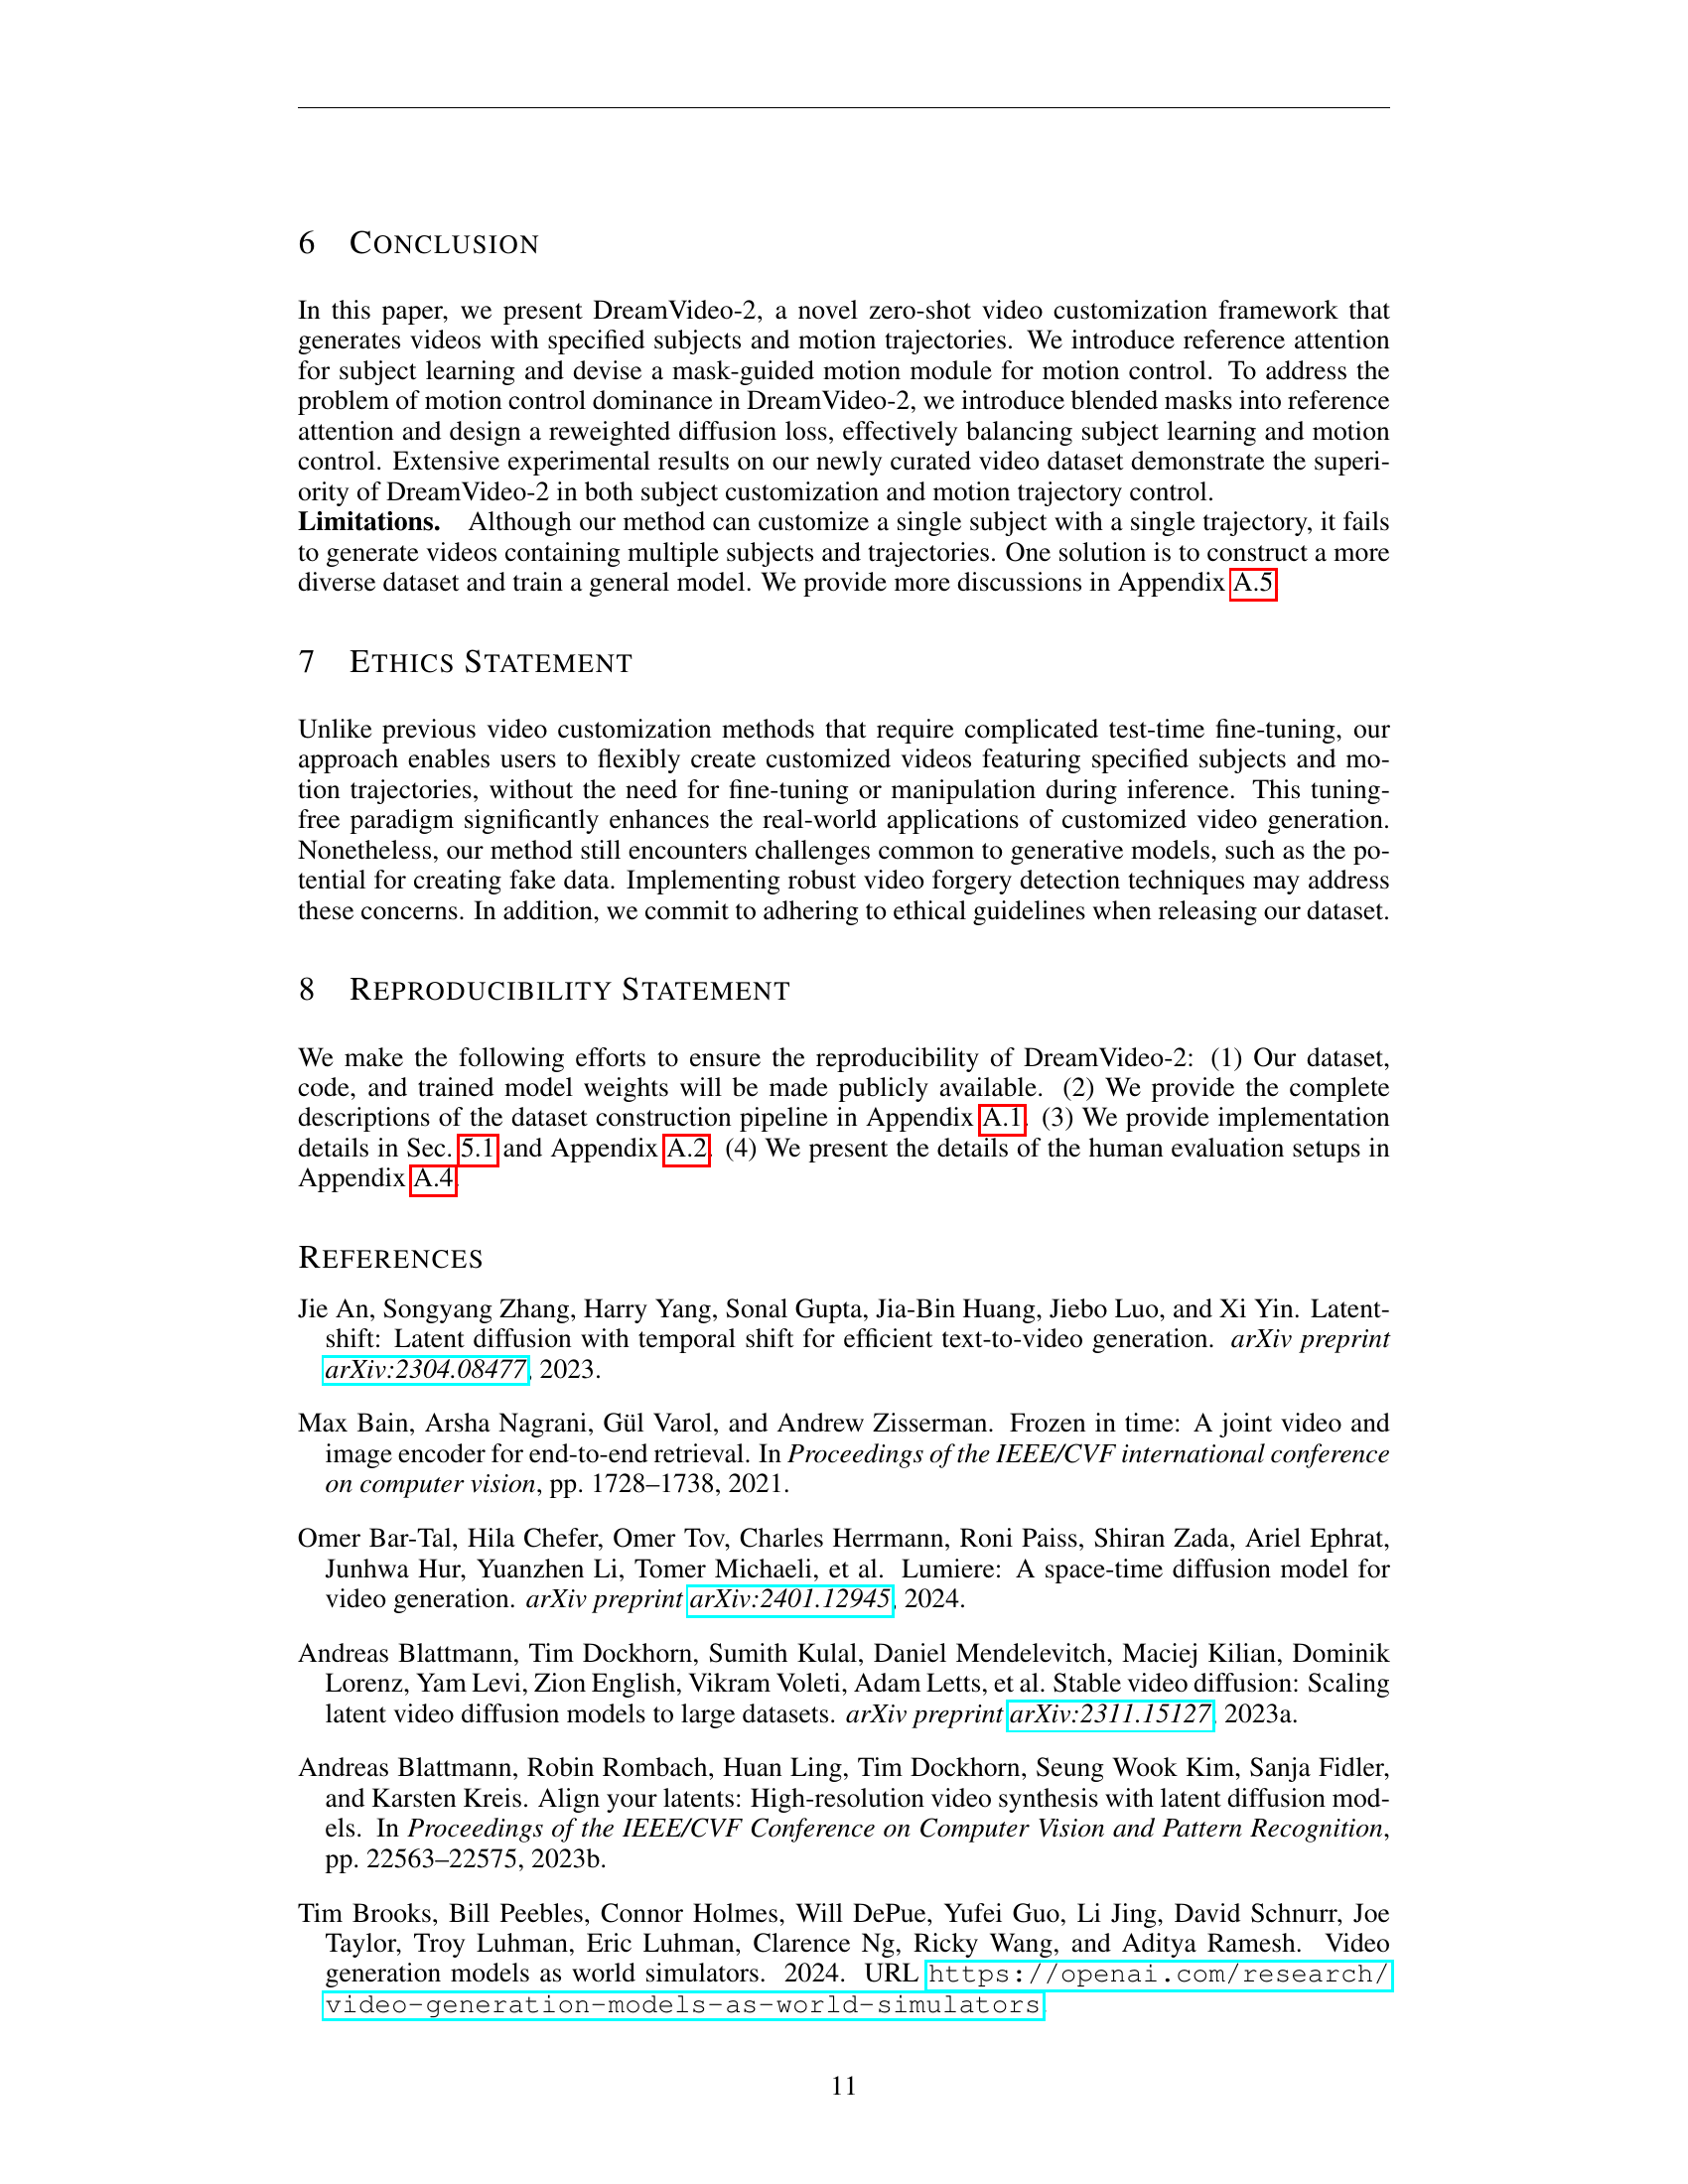 6 CONCLUSION
In this paper, we present DreamVideo-2, a novel zero-shot video customization framework that
generates videos with specified subjects and motion trajectories. We introduce reference attention
for subject learning and devise a mask-guided motion module for motion control. To address the
problem of motion control dominance in DreamVideo-2, we introduce blended masks into reference
attention and design a reweighted diffusion loss, effectively balancing subject learning and motion
control. Extensive experimental results on our newly curated video dataset demonstrate the superi-
ority of DreamVideo-2 in both subject customization and motion trajectory control.
Limitations. Although our method can customize a single subject with a single trajectory, it fails
to generate videos containing multiple subjects and trajectories. One solution is to construct a more
diverse dataset and train a general model. We provide more discussions in Appendix A.5.
7 ETHICS STATEMENT
Unlike previous video customization methods that require complicated test-time fine-tuning, our
approach enables users to flexibly create customized videos featuring specified subjects and mo-
tion trajectories, without the need for fine-tuning or manipulation during inference. This tuning-
free paradigm significantly enhances the real-world applications of customized video generation.
Nonetheless, our method still encounters challenges common to generative models, such as the po-
tential for creating fake data. Implementing robust video forgery detection techniques may address
these concerns. In addition, we commit to adhering to ethical guidelines when releasing our dataset.
8 REPRODUCIBILITY STATEMENT
We make the following efforts to ensure the reproducibility of DreamVideo-2: (1) Our dataset,
code, and trained model weights will be made publicly available. (2) We provide the complete
descriptions of the dataset construction pipeline in Appendix A.1. (3) We provide implementation
details in Sec. 5.1 and Appendix A.2. (4) We present the details of the human evaluation setups in
Appendix A.4.
REFERENCES
Jie An, Songyang Zhang, Harry Yang, Sonal Gupta, Jia-Bin Huang, Jiebo Luo, and Xi Yin. Latent-
shift: Latent diffusion with temporal shift for efficient text-to-video generation. arXiv preprint
arXiv:2304.08477, 2023.
Max Bain, Arsha Nagrani, Gül Varol, and Andrew Zisserman. Frozen in time: A joint video and
image encoder for end-to-end retrieval. In Proceedings of the IEEE/CVF international conference
on computer vision, pp. 1728–1738, 2021.
Omer Bar-Tal, Hila Chefer, Omer Tov, Charles Herrmann, Roni Paiss, Shiran Zada, Ariel Ephrat,
Junhwa Hur, Yuanzhen Li, Tomer Michaeli, et al. Lumiere: A space-time diffusion model for
video generation. arXiv preprint arXiv:2401.12945, 2024.
Andreas Blattmann, Tim Dockhorn, Sumith Kulal, Daniel Mendelevitch, Maciej Kilian, Dominik
Lorenz, Yam Levi, Zion English, Vikram Voleti, Adam Letts, et al. Stable video diffusion: Scaling
latent video diffusion models to large datasets. arXiv preprint arXiv:2311.15127, 2023a.
Andreas Blattmann, Robin Rombach, Huan Ling, Tim Dockhorn, Seung Wook Kim, Sanja Fidler,
and Karsten Kreis. Align your latents: High-resolution video synthesis with latent diffusion mod-
els. In Proceedings of the IEEE/CVF Conference on Computer Vision and Pattern Recognition,
pp. 22563–22575, 2023b.
Tim Brooks, Bill Peebles, Connor Holmes, Will DePue, Yufei Guo, Li Jing, David Schnurr, Joe
Taylor, Troy Luhman, Eric Luhman, Clarence Ng, Ricky Wang, and Aditya Ramesh. Video
generation models as world simulators. 2024. URL https://openai.com/research/
video-generation-models-as-world-simulators.
11